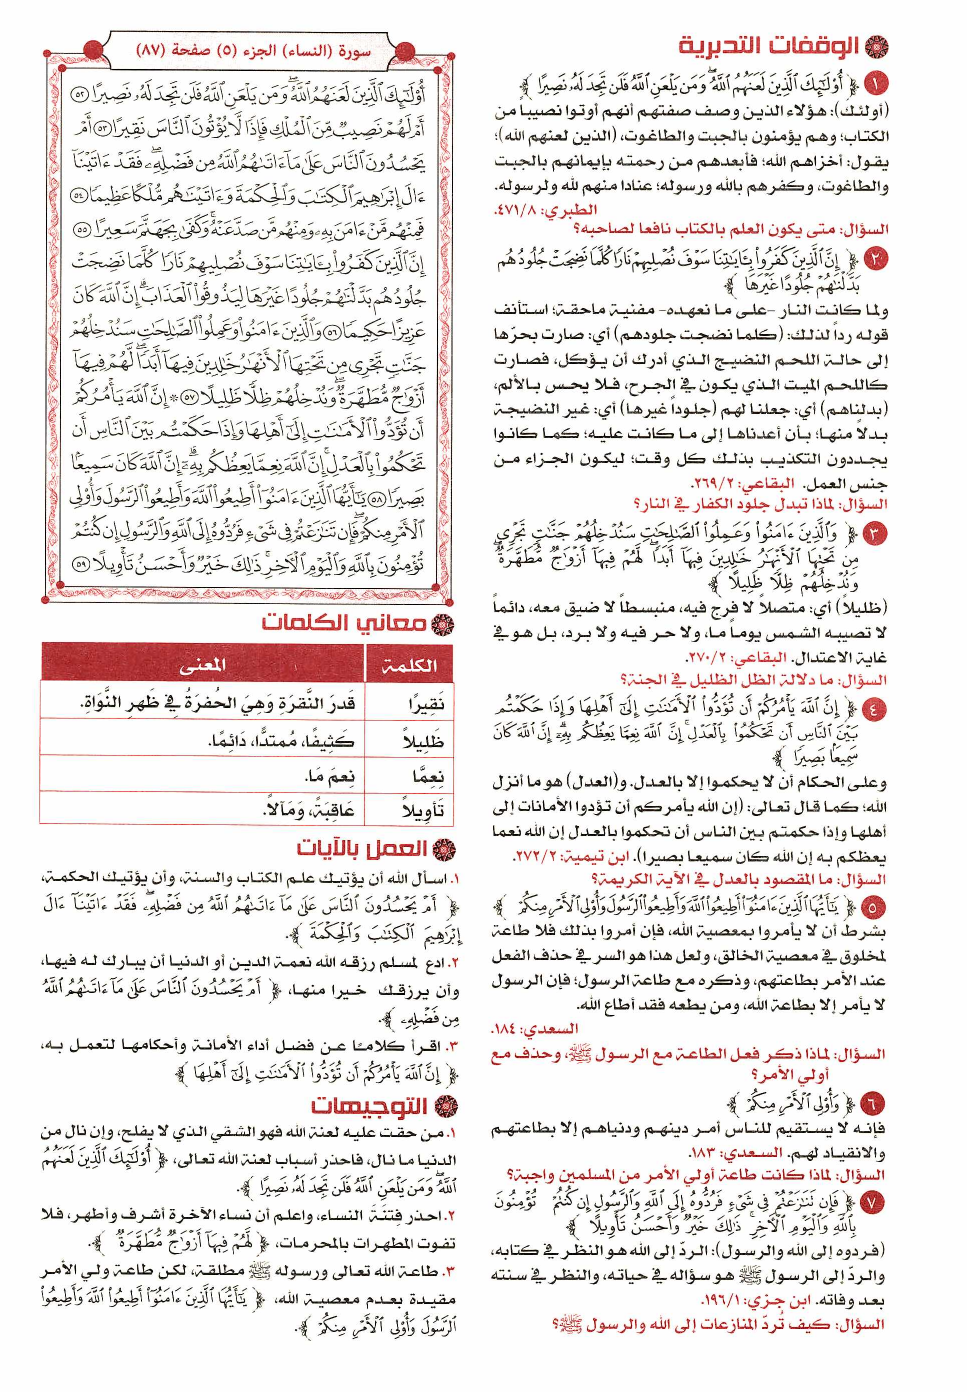 الوقفات التدبرية
١ ﴿ أُوْلَٰٓئِكَ ٱلَّذِينَ لَعَنَهُمُ ٱللَّهُ ۖ وَمَن يَلْعَنِ ٱللَّهُ فَلَن تَجِدَ لَهُۥ نَصِيرًا ﴾
(أولئك): هؤلاء الذين وصف صفتهم أنهم أوتوا نصيباً من
الكتاب؛ وهم يؤمنون بالجبت والطاغوت، (الذين لعنهم الله):
يقول: أخزاهم الله؛ فأبعدهم من رحمته بإيمانهم بالجبت
والطاغوت، وكفرهم بالله ورسوله؛ عنادا منهم لله ولرسوله.
الطبري: ٤٧١/٨.
السؤال: متى يكون العلم بالكتاب نافعا لصاحبه؟
٢ ﴿ إِنَّ ٱلَّذِينَ كَفَرُوا۟ بِـَٔايَٰتِنَا سَوْفَ نُصْلِيهِمْ نَارًا كُلَّمَا نَضِجَتْ جُلُودُهُم
بَدَّلْنَٰهُمْ جُلُودًا غَيْرَهَا ﴾
ولما كانت النار -على ما نعهده- مفنية ماحقة؛ استأنف
قوله رداً لذلك: (كلما نضجت جلودهم) أي: صارت بحرّها
إلى حالة اللحم النضيج الذي أدرك أن يؤكل، فصارت
كاللحم الميت الذي يكون في الجرح، فلا يحس بالألم،
(بدلناهم) أي: جعلنا لهم (جلوداً غيرها) أي: غير النضيجة
بدلاً منها؛ بأن أعدناها إلى ما كانت عليه؛ كما كانوا
يجددون التكذيب بذلك كل وقت؛ ليكون الجزاء من
جنس العمل. البقاعي: ٢٦٩/٢.
السؤال: لماذا تبدل جلود الكفار في النار؟
٣ ﴿ وَٱلَّذِينَ ءَامَنُوا۟ وَعَمِلُوا۟ ٱلصَّٰلِحَٰتِ سَنُدْخِلُهُمْ جَنَّٰتٍ تَجْرِى
مِن تَحْتِهَا ٱلْأَنْهَٰرُ خَٰلِدِينَ فِيهَآ أَبَدًا ۖ لَّهُمْ فِيهَآ أَزْوَٰجٌ مُّطَهَّرَةٌ ۖ
وَنُدْخِلُهُمْ ظِلًّا ظَلِيلًا ﴾
(ظليلاً) أي: متصلاً لا فرج فيه، منبسطاً لا ضيق معه، دائماً
لا تصيبه الشمس يوماً ما، ولا حر فيه ولا برد، بل هو في
غاية الاعتدال. البقاعي: ٢٧٠/٢.
السؤال: ما دلالة الظل الظليل في الجنة؟
٤ ﴿ إِنَّ ٱللَّهَ يَأْمُرُكُمْ أَن تُؤَدُّوا۟ ٱلْأَمَٰنَٰتِ إِلَىٰٓ أَهْلِهَا وَإِذَا حَكَمْتُم
بَيْنَ ٱلنَّاسِ أَن تَحْكُمُوا۟ بِٱلْعَدْلِ ۚ إِنَّ ٱللَّهَ نِعِمَّا يَعِظُكُم بِهِۦٓ ۗ إِنَّ ٱللَّهَ كَانَ
سَمِيعًۢا بَصِيرًا ﴾
وعلى الحكام أن لا يحكموا إلا بالعدل. و(العدل) هو ما أنزل
الله؛ كما قال تعالى: (إن الله يأمركم أن تؤدوا الأمانات إلى
أهلها وإذا حكمتم بين الناس أن تحكموا بالعدل إن الله نعما
يعظكم به إن الله كان سميعا بصيرا). ابن تيمية: ٢٧٢/٢.
السؤال: ما المقصود بالعدل في الآية الكريمة؟
٥ ﴿ يَٰٓأَيُّهَا ٱلَّذِينَ ءَامَنُوٓا۟ أَطِيعُوا۟ ٱللَّهَ وَأَطِيعُوا۟ ٱلرَّسُولَ وَأُو۟لِى ٱلْأَمْرِ مِنكُمْ ﴾
بشرط أن لا يأمروا بمعصية الله، فإن أمروا بذلك فلا طاعة
لمخلوق في معصية الخالق، ولعل هذا هو السر في حذف الفعل
عند الأمر بطاعتهم، وذكره مع طاعة الرسول؛ فإن الرسول
لا يأمر إلا بطاعة الله، ومن يطعه فقد أطاع الله.
السعدي: ١٨٤.
السؤال: لماذا ذكر فعل الطاعة مع الرسول ﷺ، وحذف مع
أولي الأمر؟
٦ ﴿ وَأُو۟لِى ٱلْأَمْرِ مِنكُمْ ﴾
فإنه لا يستقيم للناس أمر دينهم ودنياهم إلا بطاعتهم
والانقياد لهم. السعدي: ١٨٣.
السؤال: لماذا كانت طاعة أولي الأمر من المسلمين واجبة؟
٧ ﴿ فَإِن تَنَٰزَعْتُمْ فِى شَىْءٍ فَرُدُّوهُ إِلَى ٱللَّهِ وَٱلرَّسُولِ إِن كُنتُمْ تُؤْمِنُونَ
بِٱللَّهِ وَٱلْيَوْمِ ٱلْءَاخِرِ ۚ ذَٰلِكَ خَيْرٌ وَأَحْسَنُ تَأْوِيلًا ﴾
(فردوه إلى الله والرسول): الردّ إلى الله هو النظر في كتابه،
والردّ إلى الرسول ﷺ هو سؤاله في حياته، والنظر في سنته
بعد وفاته. ابن جزي: ١٩٦/١.
السؤال: كيف تُردّ المنازعات إلى الله والرسول ﷺ؟
سورة (النساء) الجزء (٥) صفحة (٨٧)
أُو۟لَٰٓئِكَ ٱلَّذِينَ لَعَنَهُمُ ٱللَّهُ ۖ وَمَن يَلْعَنِ ٱللَّهُ فَلَن تَجِدَ لَهُۥ نَصِيرًا ٥٢
أَمْ لَهُمْ نَصِيبٌ مِّنَ ٱلْمُلْكِ فَإِذًا لَّا يُؤْتُونَ ٱلنَّاسَ نَقِيرًا ٥٣ أَمْ
يَحْسُدُونَ ٱلنَّاسَ عَلَىٰ مَآ ءَاتَىٰهُمُ ٱللَّهُ مِن فَضْلِهِۦ ۖ فَقَدْ ءَاتَيْنَآ
ءَالَ إِبْرَٰهِيمَ ٱلْكِتَٰبَ وَٱلْحِكْمَةَ وَءَاتَيْنَٰهُم مُّلْكًا عَظِيمًا ٥٤
فَمِنْهُم مَّنْ ءَامَنَ بِهِۦ وَمِنْهُم مَّن صَدَّ عَنْهُ ۚ وَكَفَىٰ بِجَهَنَّمَ سَعِيرًا ٥٥
إِنَّ ٱلَّذِينَ كَفَرُوا۟ بِـَٔايَٰتِنَا سَوْفَ نُصْلِيهِمْ نَارًا كُلَّمَا نَضِجَتْ
جُلُودُهُم بَدَّلْنَٰهُمْ جُلُودًا غَيْرَهَا لِيَذُوقُوا۟ ٱلْعَذَابَ ۗ إِنَّ ٱللَّهَ كَانَ
عَزِيزًا حَكِيمًا ٥٦ وَٱلَّذِينَ ءَامَنُوا۟ وَعَمِلُوا۟ ٱلصَّٰلِحَٰتِ سَنُدْخِلُهُمْ
جَنَّٰتٍ تَجْرِى مِن تَحْتِهَا ٱلْأَنْهَٰرُ خَٰلِدِينَ فِيهَآ أَبَدًا ۖ لَّهُمْ فِيهَآ
أَزْوَٰجٌ مُّطَهَّرَةٌ ۖ وَنُدْخِلُهُمْ ظِلًّا ظَلِيلًا ٥٧ ۞ إِنَّ ٱللَّهَ يَأْمُرُكُمْ
أَن تُؤَدُّوا۟ ٱلْأَمَٰنَٰتِ إِلَىٰٓ أَهْلِهَا وَإِذَا حَكَمْتُم بَيْنَ ٱلنَّاسِ أَن
تَحْكُمُوا۟ بِٱلْعَدْلِ ۚ إِنَّ ٱللَّهَ نِعِمَّا يَعِظُكُم بِهِۦٓ ۗ إِنَّ ٱللَّهَ كَانَ سَمِيعًۢا
بَصِيرًا ٥٨ يَٰٓأَيُّهَا ٱلَّذِينَ ءَامَنُوٓا۟ أَطِيعُوا۟ ٱللَّهَ وَأَطِيعُوا۟ ٱلرَّسُولَ وَأُو۟لِى
ٱلْأَمْرِ مِنكُمْ ۖ فَإِن تَنَٰزَعْتُمْ فِى شَىْءٍ فَرُدُّوهُ إِلَى ٱللَّهِ وَٱلرَّسُولِ إِن كُنتُمْ
تُؤْمِنُونَ بِٱللَّهِ وَٱلْيَوْمِ ٱلْءَاخِرِ ۚ ذَٰلِكَ خَيْرٌ وَأَحْسَنُ تَأْوِيلًا ٥٩
معاني الكلمات
الكلمة المعنى
نَقِيرًا قَدرَ النَّقرَةِ وَهِيَ الحُفرَةُ فِي ظَهرِ النَّوَاةِ.
ظَلِيلاً كَثِيفًا، مُمتدًّا، دَائِمًا.
نِعِمَّا نِعمَ مَا.
تَأوِيلاً عَاقِبَةً، وَمَآلاً.
العمل بالآيات
١. اسأل الله أن يؤتيك علم الكتاب والسنة، وأن يؤتيك الحكمة،
﴿ أَمْ يَحْسُدُونَ ٱلنَّاسَ عَلَىٰ مَآ ءَاتَىٰهُمُ ٱللَّهُ مِن فَضْلِهِۦ ۖ فَقَدْ ءَاتَيْنَآ ءَالَ
إِبْرَٰهِيمَ ٱلْكِتَٰبَ وَٱلْحِكْمَةَ ﴾.
٢. ادع لمسلم رزقه الله نعمة الدين أو الدنيا أن يبارك له فيها،
وأن يرزقك خيرا منها، ﴿ أَمْ يَحْسُدُونَ ٱلنَّاسَ عَلَىٰ مَآ ءَاتَىٰهُمُ ٱللَّهُ
مِن فَضْلِهِۦ ﴾.
٣. اقرأ كلامًا عن فضل أداء الأمانة وأحكامها لتعمل به،
﴿ إِنَّ ٱللَّهَ يَأْمُرُكُمْ أَن تُؤَدُّوا۟ ٱلْأَمَٰنَٰتِ إِلَىٰٓ أَهْلِهَا ﴾
التوجيهات
١. من حقت عليه لعنة الله فهو الشقي الذي لا يفلح، وإن نال من
الدنيا ما نال، فاحذر أسباب لعنة الله تعالى، ﴿ أُو۟لَٰٓئِكَ ٱلَّذِينَ لَعَنَهُمُ
ٱللَّهُ ۖ وَمَن يَلْعَنِ ٱللَّهُ فَلَن تَجِدَ لَهُۥ نَصِيرًا ﴾.
٢. احذر فِتنَةَ النساء، واعلم أن نساء الآخرة أشرف وأطهر، فلا
تفوت المطهرات بالمحرمات، ﴿ لَّهُمْ فِيهَآ أَزْوَٰجٌ مُّطَهَّرَةٌ ﴾.
٣. طاعة الله تعالى ورسوله ﷺ مطلقة، لكن طاعة ولي الأمر
مقيدة بعدم معصية الله، ﴿ يَٰٓأَيُّهَا ٱلَّذِينَ ءَامَنُوٓا۟ أَطِيعُوا۟ ٱللَّهَ وَأَطِيعُوا۟
ٱلرَّسُولَ وَأُو۟لِى ٱلْأَمْرِ مِنكُمْ ﴾.